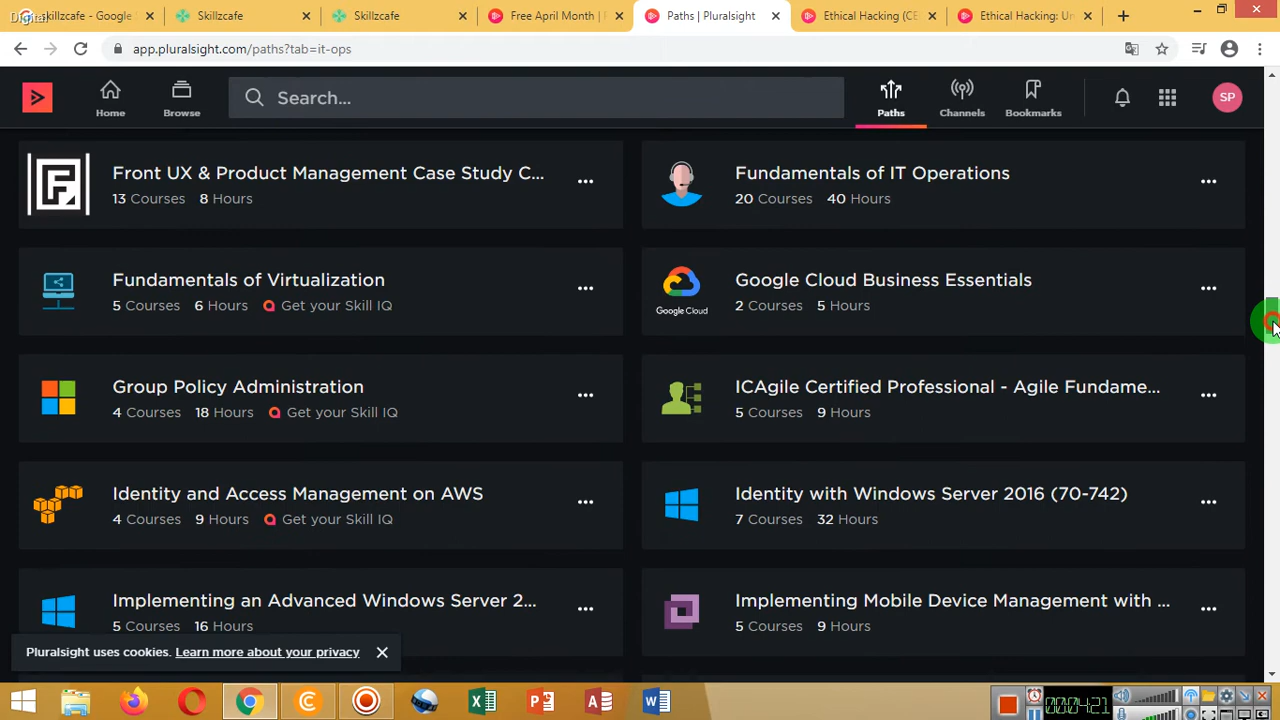 Skillzcafe - Google
Skillzcafe
Skillzcafe
Free April Month | P
Paths | Pluralsight
Ethical Hacking (CE
Ethical Hacking: Un
app.pluralsight.com/paths?tab=it-ops
Home
Browse
Search...
Paths
Channels
Bookmarks
SP
Front UX & Product Management Case Study C...
13 Courses 8 Hours
Fundamentals of IT Operations
20 Courses 40 Hours
Fundamentals of Virtualization
5 Courses 6 Hours Get your Skill IQ
Google Cloud Business Essentials
2 Courses 5 Hours
Google Cloud
Group Policy Administration
4 Courses 18 Hours Get your Skill IQ
ICAgile Certified Professional - Agile Fundame...
5 Courses 9 Hours
Identity and Access Management on AWS
4 Courses 9 Hours Get your Skill IQ
Identity with Windows Server 2016 (70-742)
7 Courses 32 Hours
Implementing an Advanced Windows Server 2...
5 Courses 16 Hours
Implementing Mobile Device Management with ...
5 Courses 9 Hours
Pluralsight uses cookies. Learn more about your privacy
00:04:21